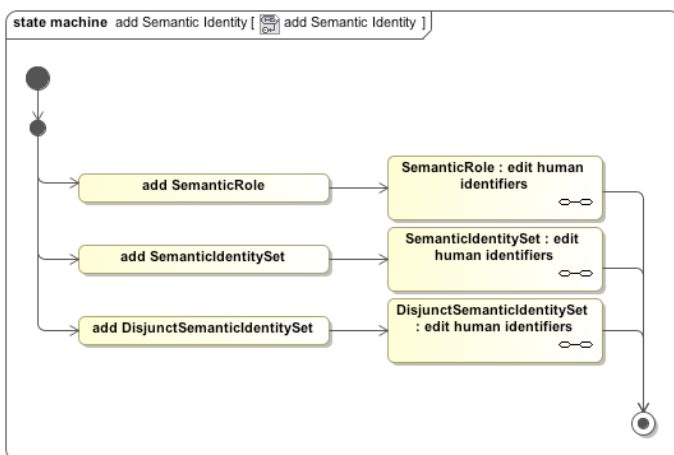 state machine add Semantic Identity [ add Semantic Identity ]
add SemanticRole
SemanticRole : edit human
identifiers
add SemanticIdentitySet
SemanticIdentitySet : edit
human identifiers
add DisjunctSemanticIdentitySet
DisjunctSemanticIdentitySet
: edit human identifiers